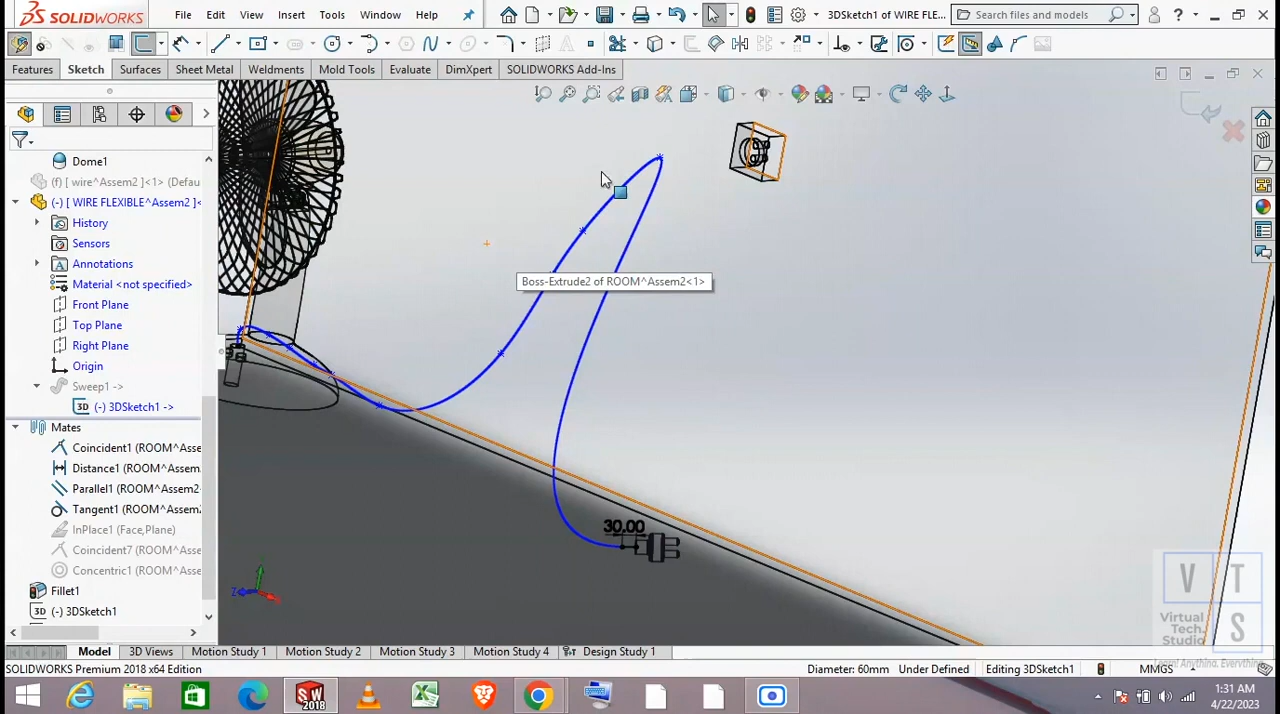 SOLIDWORKS
File Edit View Insert Tools Window Help
3DSketch1 of WIRE FLE...
Search files and models
Features Sketch Surfaces Sheet Metal Weldments Mold Tools Evaluate DimXpert SOLIDWORKS Add-Ins
Dome1
(f) [ wire^Assem2 ]<1> (Defau
(-) [ WIRE FLEXIBLE^Assem2 ]<
History
Sensors
Annotations
Material <not specified>
Front Plane
Top Plane
Right Plane
Origin
Sweep1 ->
3D (-) 3DSketch1 ->
Mates
Coincident1 (ROOM^Asse
Distance1 (ROOM^Assem
Parallel1 (ROOM^Assem2-
Tangent1 (ROOM^Assem2
InPlace1 (Face,Plane)
Coincident7 (ROOM^Asse
Concentric1 (ROOM^Asse
Fillet1
3D (-) 3DSketch1
Boss-Extrude2 of ROOM^Assem2<1>
30.00
Z
V T
Virtual
Tech.
Studio
S
Learn Anything. Everything
Model 3D Views Motion Study 1 Motion Study 2 Motion Study 3 Motion Study 4 Design Study 1
SOLIDWORKS Premium 2018 x64 Edition
Diameter: 60mm Under Defined Editing 3DSketch1 MMGS
SW
2018
1:31 AM
4/22/2023